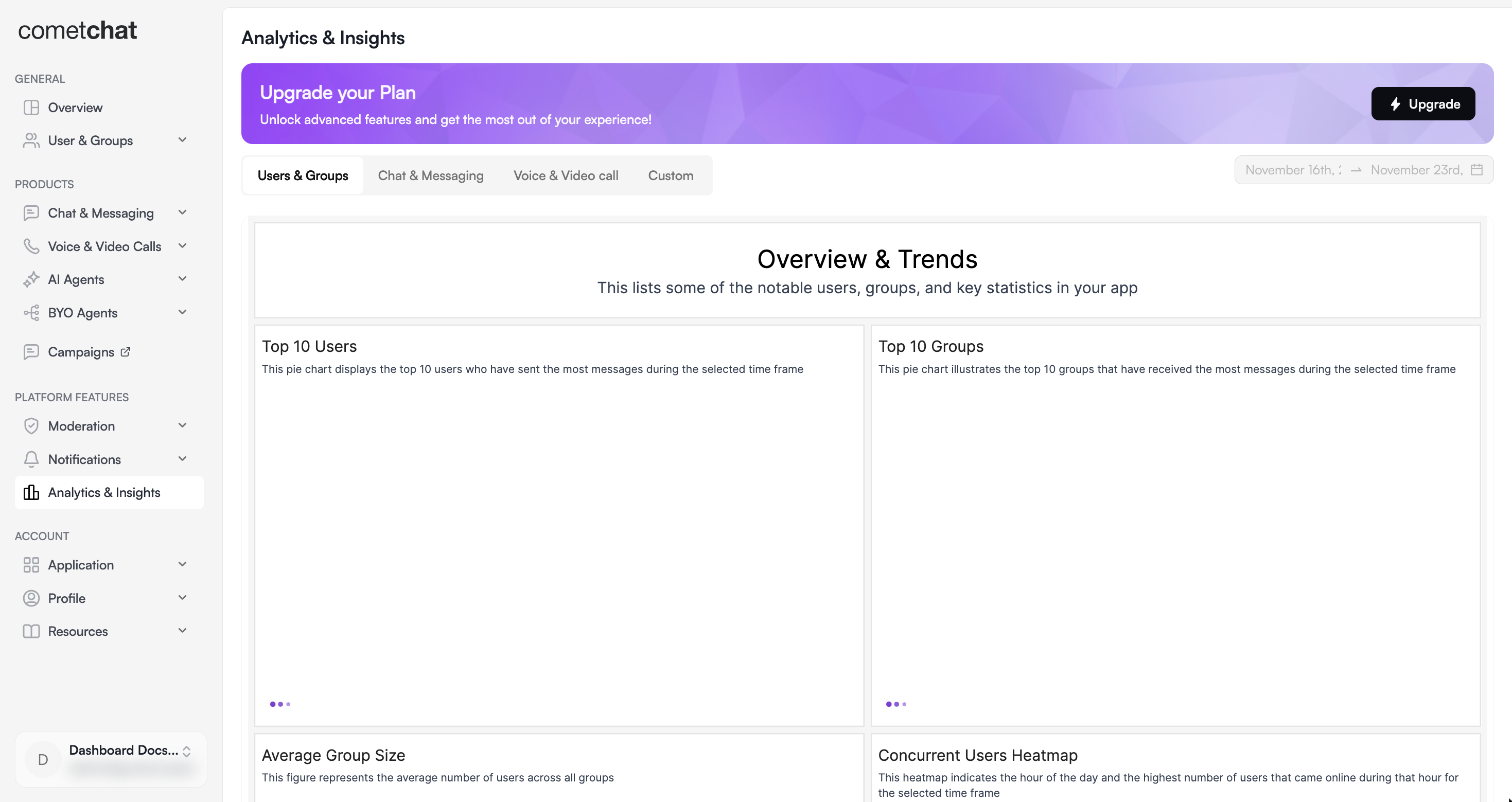 cometchat
GENERAL
Overview
User & Groups
PRODUCTS
Chat & Messaging
Voice & Video Calls
AI Agents
BYO Agents
Campaigns
PLATFORM FEATURES
Moderation
Notifications
Analytics & Insights
ACCOUNT
Application
Profile
Resources
D
Dashboard Docs...
Analytics & Insights
Upgrade your Plan
Unlock advanced features and get the most out of your experience!
Upgrade
Users & Groups
Chat & Messaging
Voice & Video call
Custom
November 16th, → November 23rd,
Overview & Trends
This lists some of the notable users, groups, and key statistics in your app
Top 10 Users
This pie chart displays the top 10 users who have sent the most messages during the selected time frame
Top 10 Groups
This pie chart illustrates the top 10 groups that have received the most messages during the selected time frame
Average Group Size
This figure represents the average number of users across all groups
Concurrent Users Heatmap
This heatmap indicates the hour of the day and the highest number of users that came online during that hour for
the selected time frame